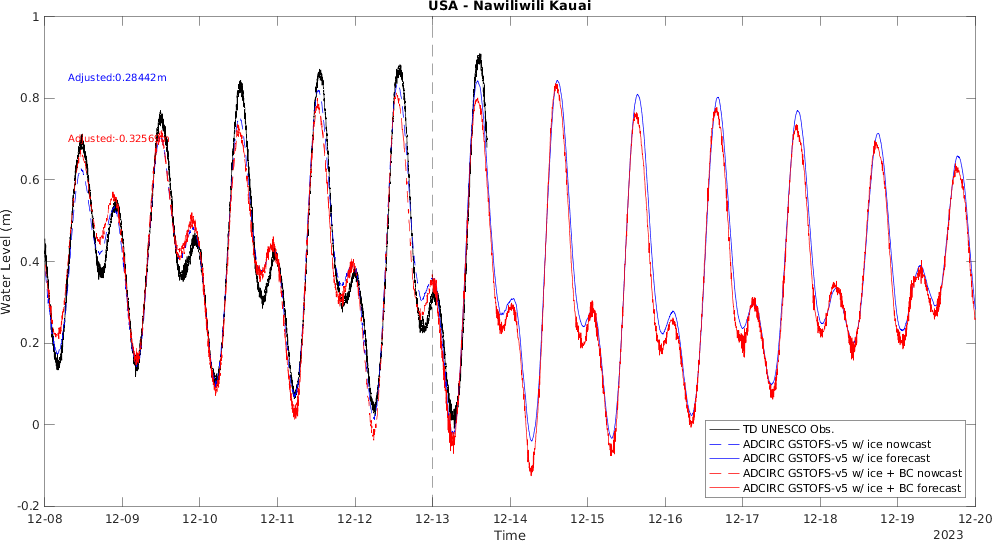 USA - Nawiliwili Kauai
1
0.8
0.6
0.4
0.2
0
-0.2
Water Level (m)
Adjusted:0.28442m
TD UNESCO Obs.
ADCIRC GSTOFS-v5 w/ ice nowcast
ADCIRC GSTOFS-v5 w/ ice forecast
ADCIRC GSTOFS-v5 w/ ice + BC nowcast
ADCIRC GSTOFS-v5 w/ ice + BC forecast
12-08 12-09 12-10 12-11 12-12 12-13 12-14 12-15 12-16 12-17 12-18 12-19 12-20
Time
2023